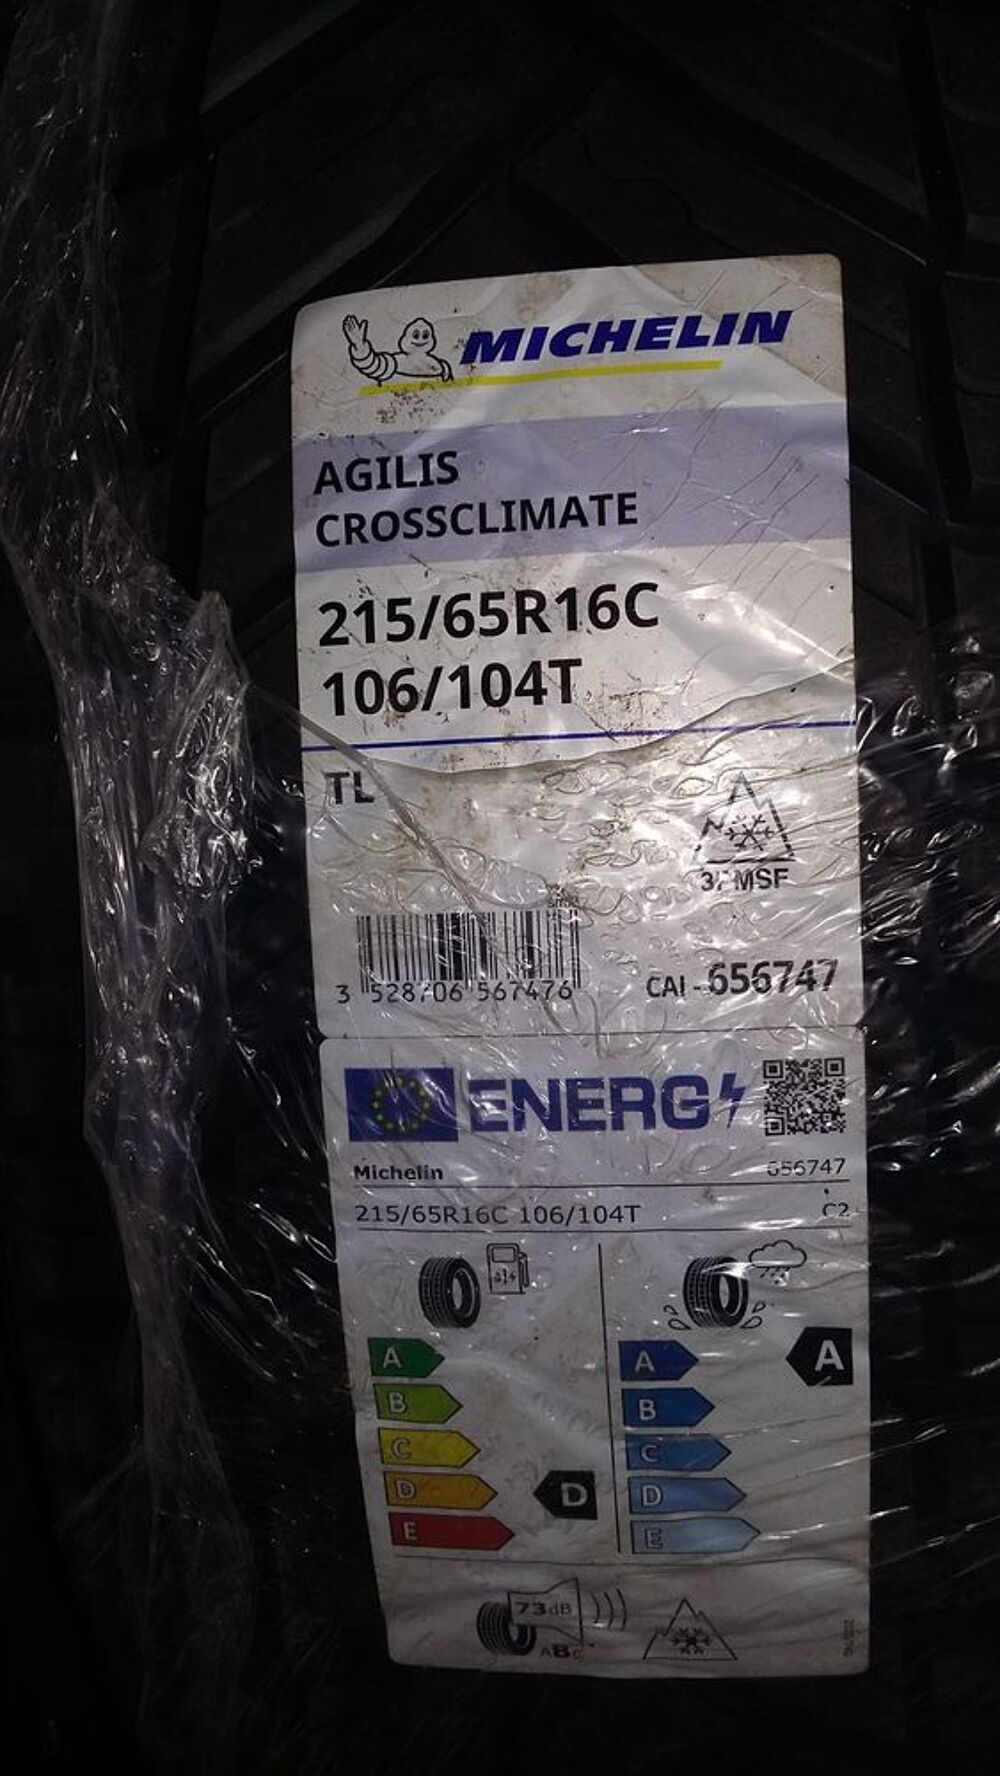 MICHELIN
AGILIS
CROSSCLIMATE
215/65R16C
106/104T
TL
3PMSF
3 528706 567476
CAI - 656747
ENERG
Michelin 656747
215/65R16C 106/104T C2
A A A
B B
C C
D D D
E E
73dB
ABC